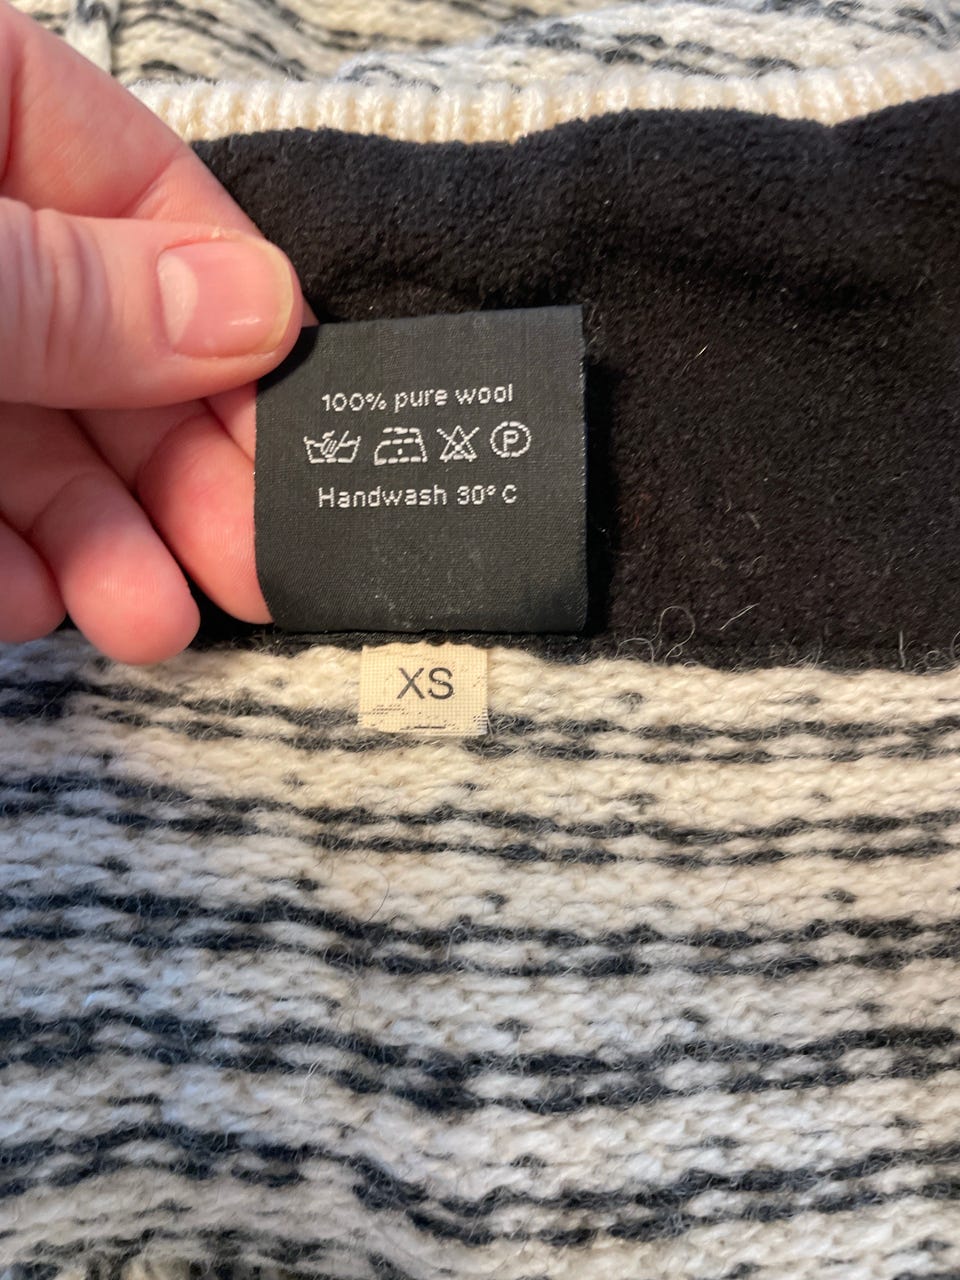 100% pure wool
P
Handwash 30° C
XS